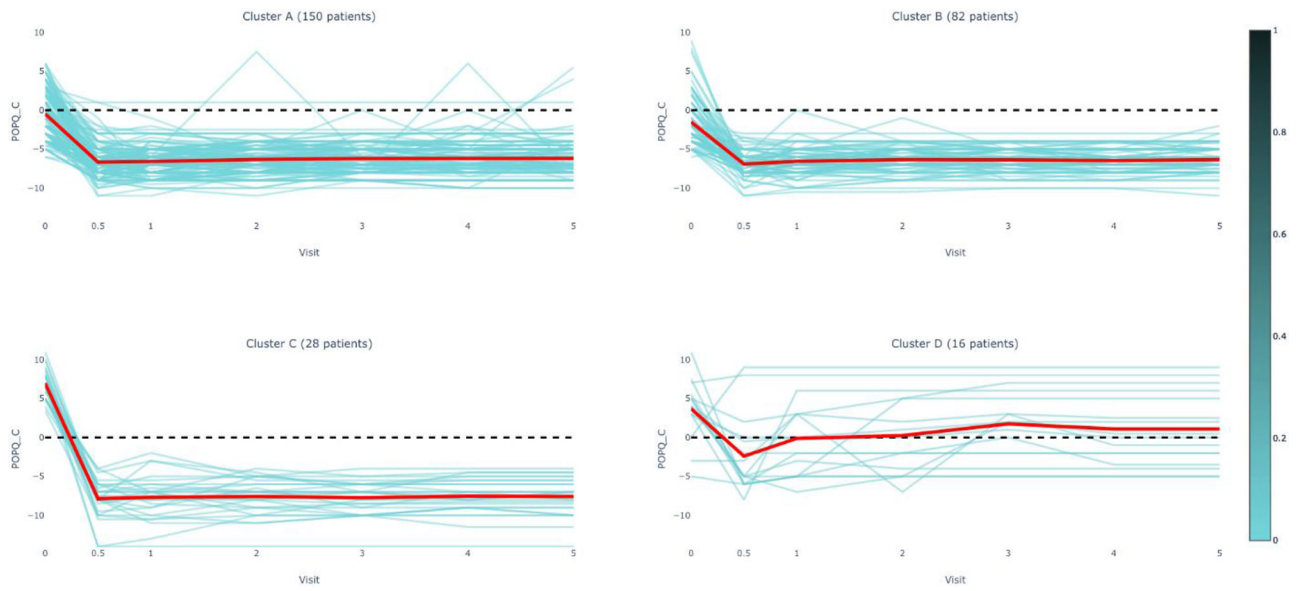 Cluster A (150 patients)
10
5
0
−5
−10
POPQ_C
0 0.5 1 2 3 4 5
Visit
Cluster B (82 patients)
10
5
0
−5
−10
POPQ_C
0 0.5 1 2 3 4 5
Visit
Cluster C (28 patients)
10
5
0
−5
−10
POPQ_C
0 0.5 1 2 3 4 5
Visit
Cluster D (16 patients)
10
5
0
−5
−10
POPQ_C
0 0.5 1 2 3 4 5
Visit
1
0.8
0.6
0.4
0.2
0